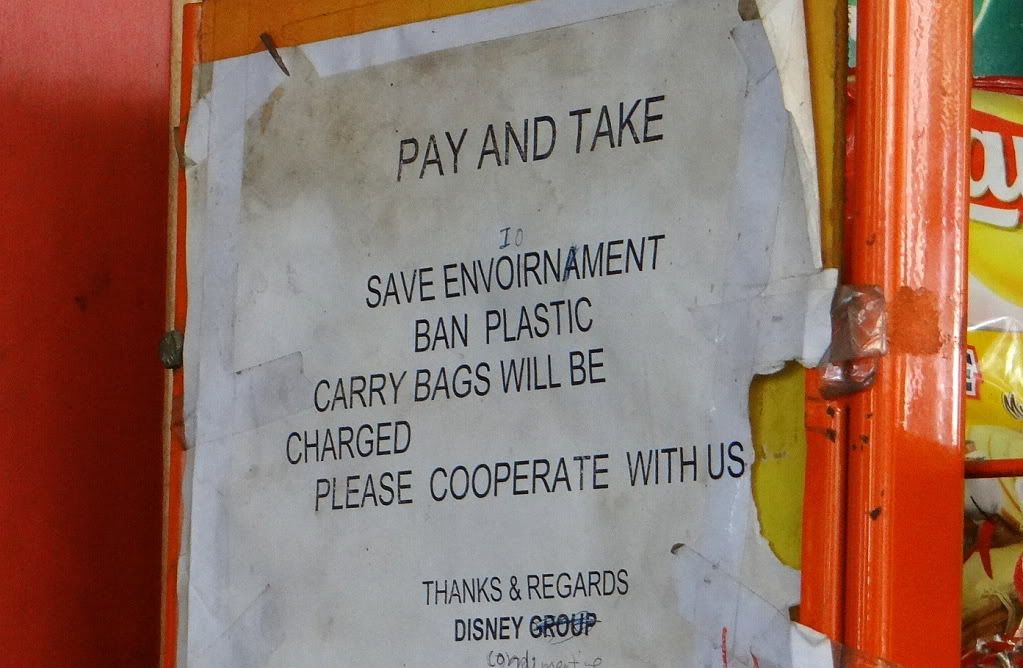 PAY AND TAKE
IO
SAVE ENVOIRNAMENT
BAN PLASTIC
CARRY BAGS WILL BE
CHARGED
PLEASE COOPERATE WITH US
THANKS & REGARDS
DISNEY GROUP